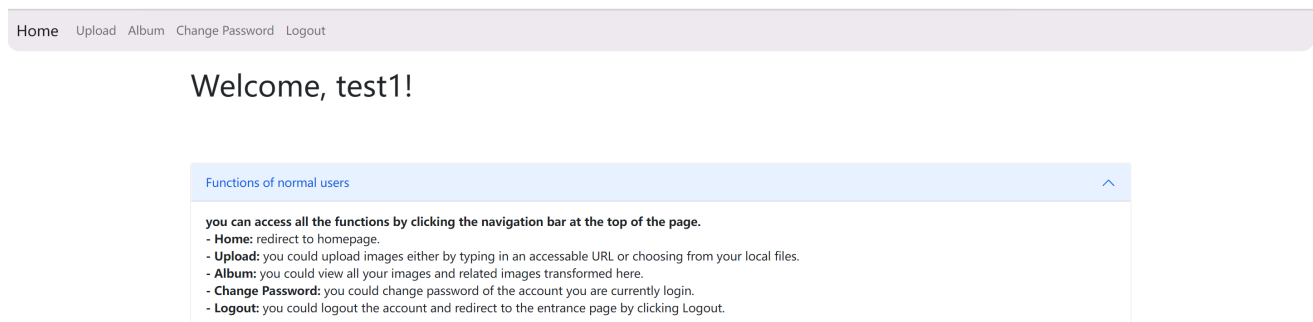 Home Upload Album Change Password Logout
Welcome, test1!
Functions of normal users
you can access all the functions by clicking the navigation bar at the top of the page.
- Home: redirect to homepage.
- Upload: you could upload images either by typing in an accessable URL or choosing from your local files.
- Album: you could view all your images and related images transformed here.
- Change Password: you could change password of the account you are currently login.
- Logout: you could logout the account and redirect to the entrance page by clicking Logout.